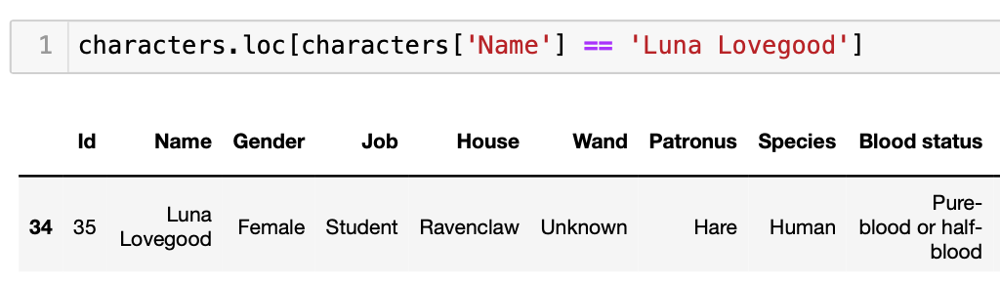 1 characters.loc[characters['Name'] == 'Luna Lovegood']
Id Name Gender Job House Wand Patronus Species Blood status
34 35 Luna Lovegood Female Student Ravenclaw Unknown Hare Human Pure-blood or half-blood